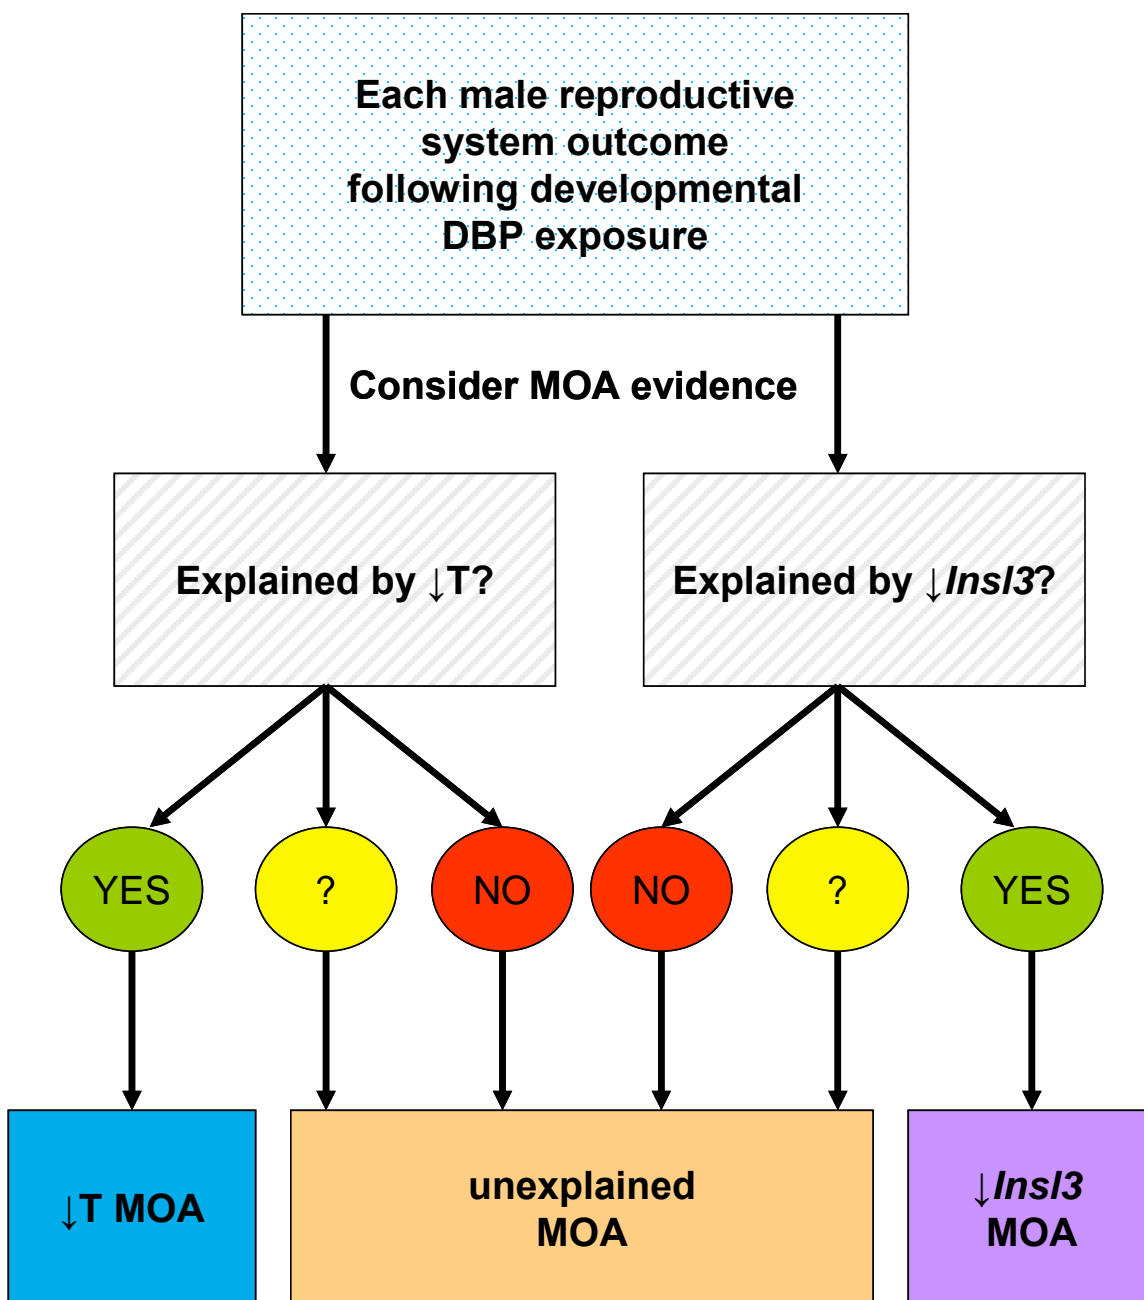 Each male reproductive
system outcome
following developmental
DBP exposure
Consider MOA evidence
Explained by ↓T?
Explained by ↓Insl3?
YES
?
NO
NO
?
YES
↓T MOA
unexplained
MOA
↓Insl3
MOA